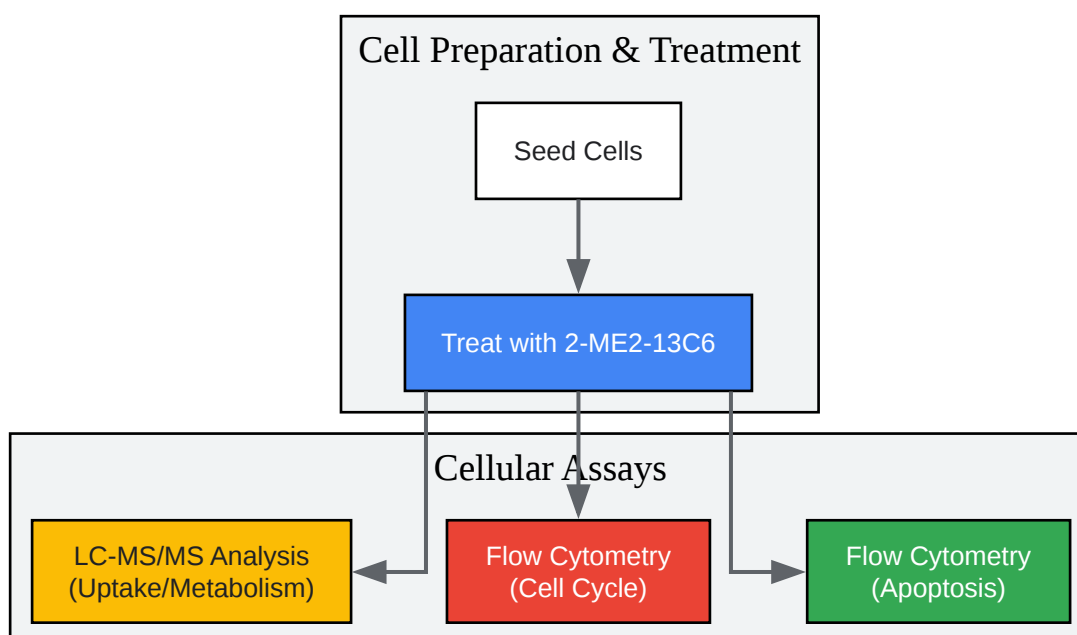 Cell Preparation & Treatment
Seed Cells
Treat with 2-ME2-13C6
Cellular Assays
LC-MS/MS Analysis
(Uptake/Metabolism)
Flow Cytometry
(Cell Cycle)
Flow Cytometry
(Apoptosis)